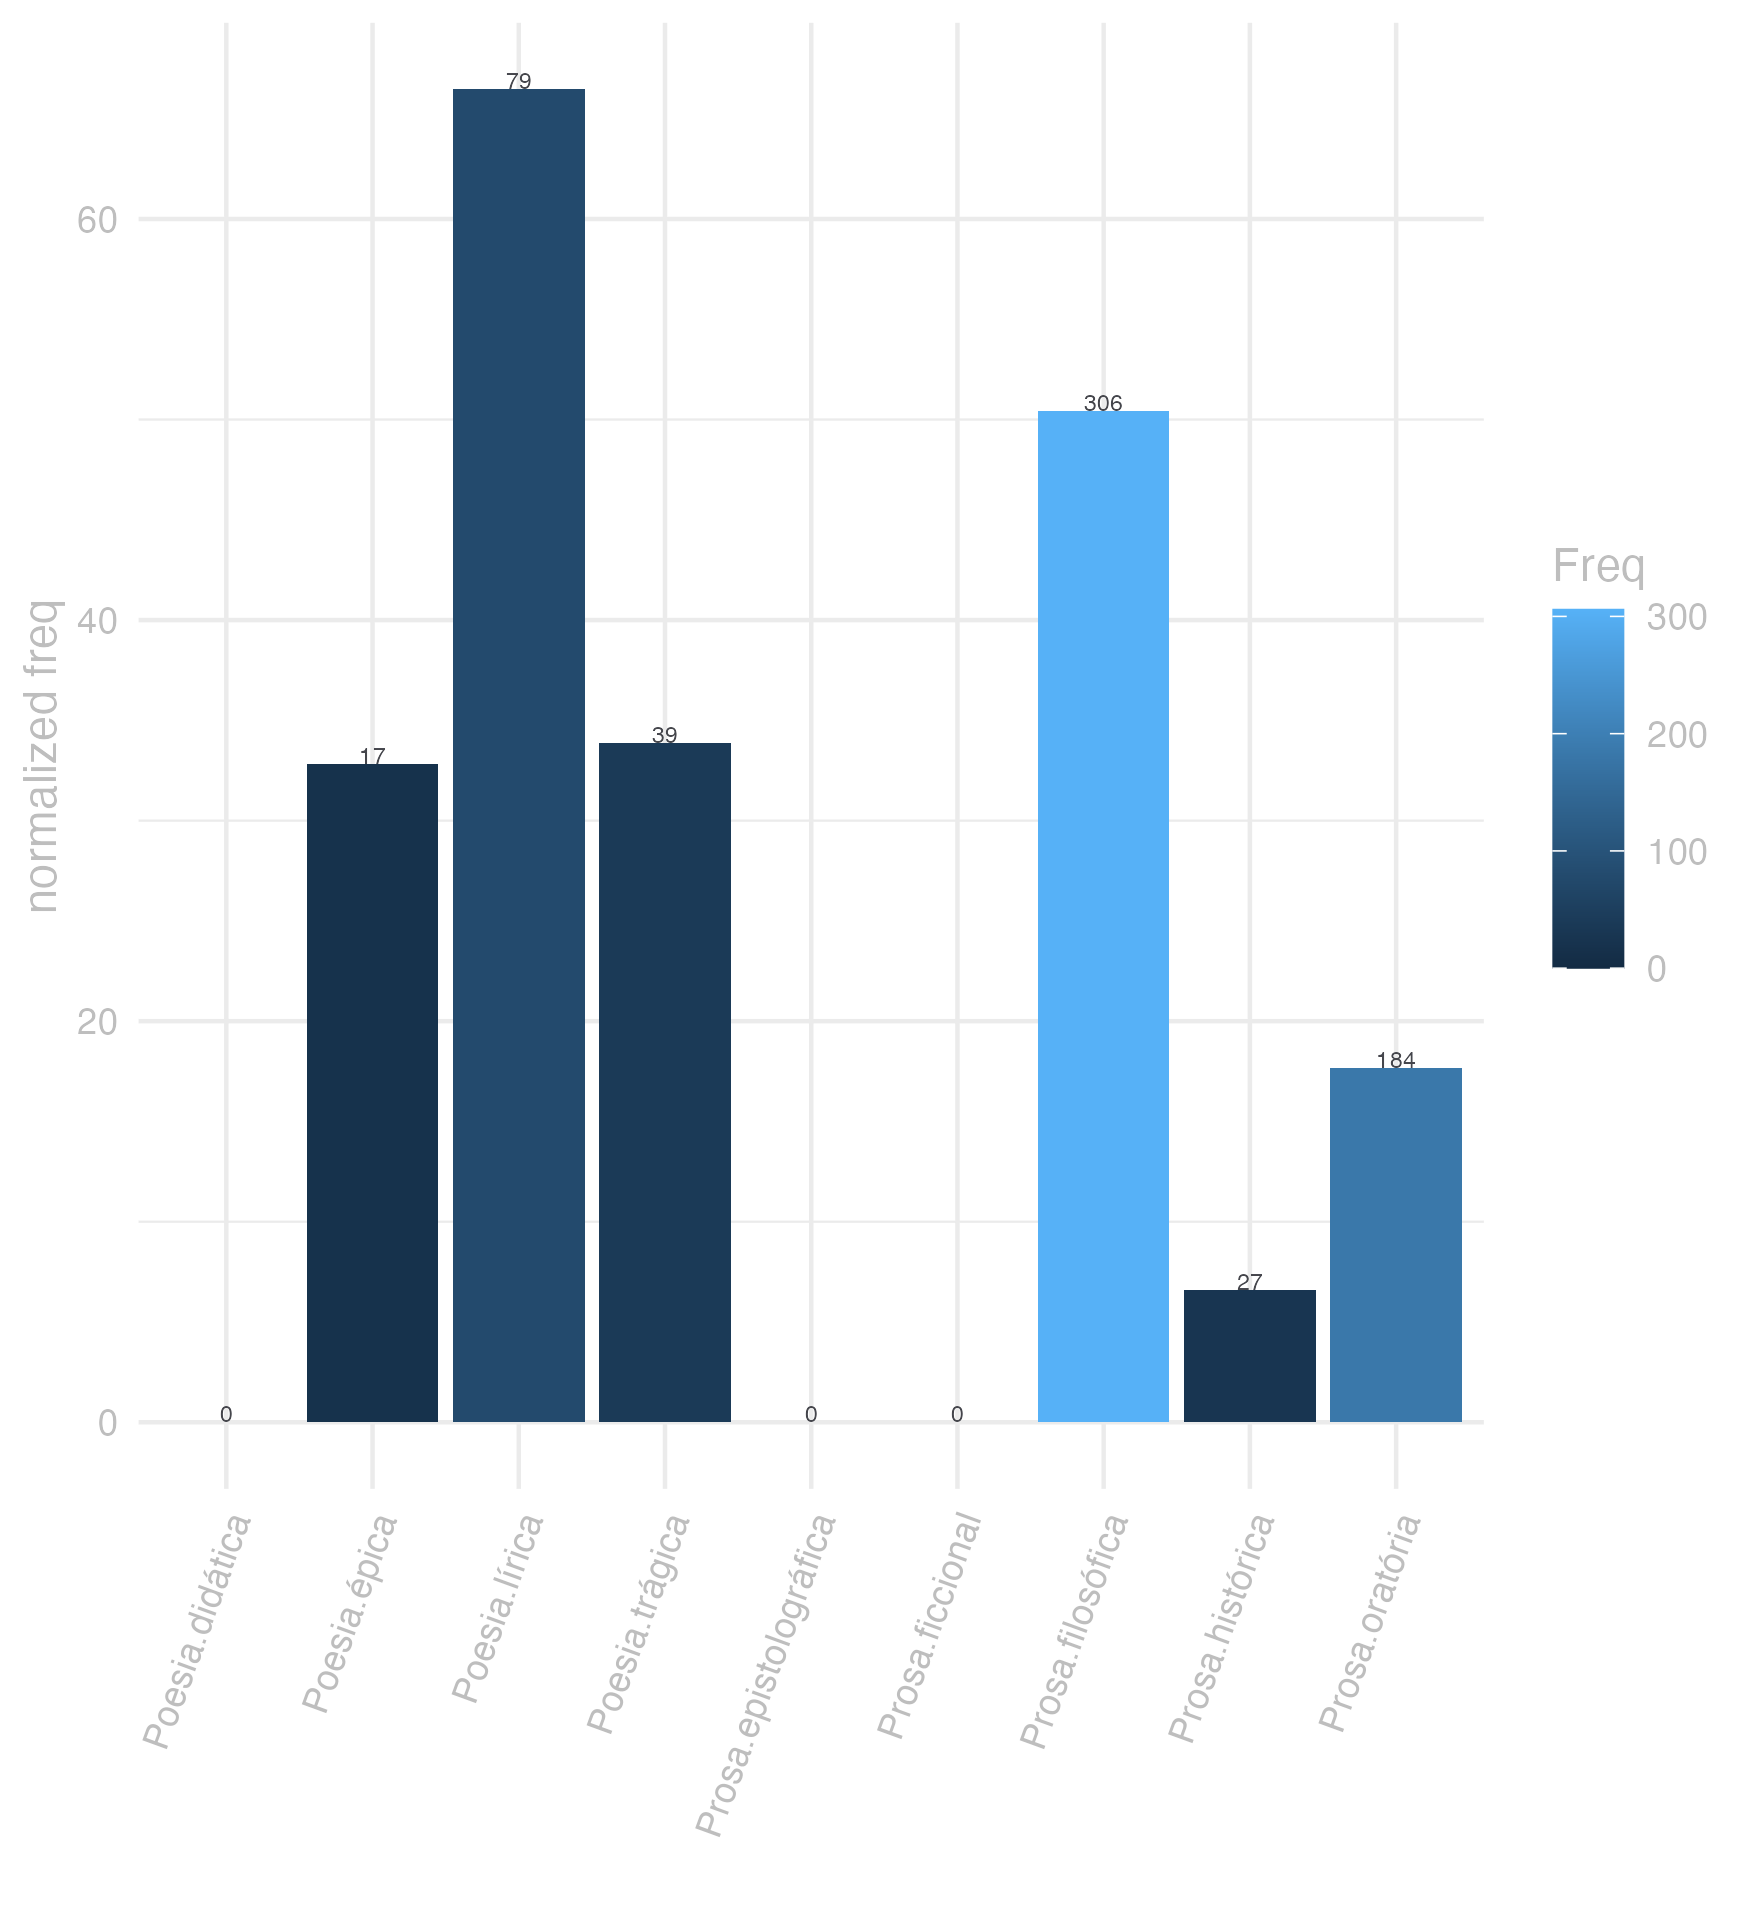 79
60
306
Freq
300
40
normalized freq
39
200
17
100
0
20
184
27
0
0
0
0
Poesia.didática
Poesia.épica
Poesia.lírica
Poesia.trágica
Prosa.epistolográfica
Prosa.ficcional
Prosa.filosófica
Prosa.histórica
Prosa.oratória